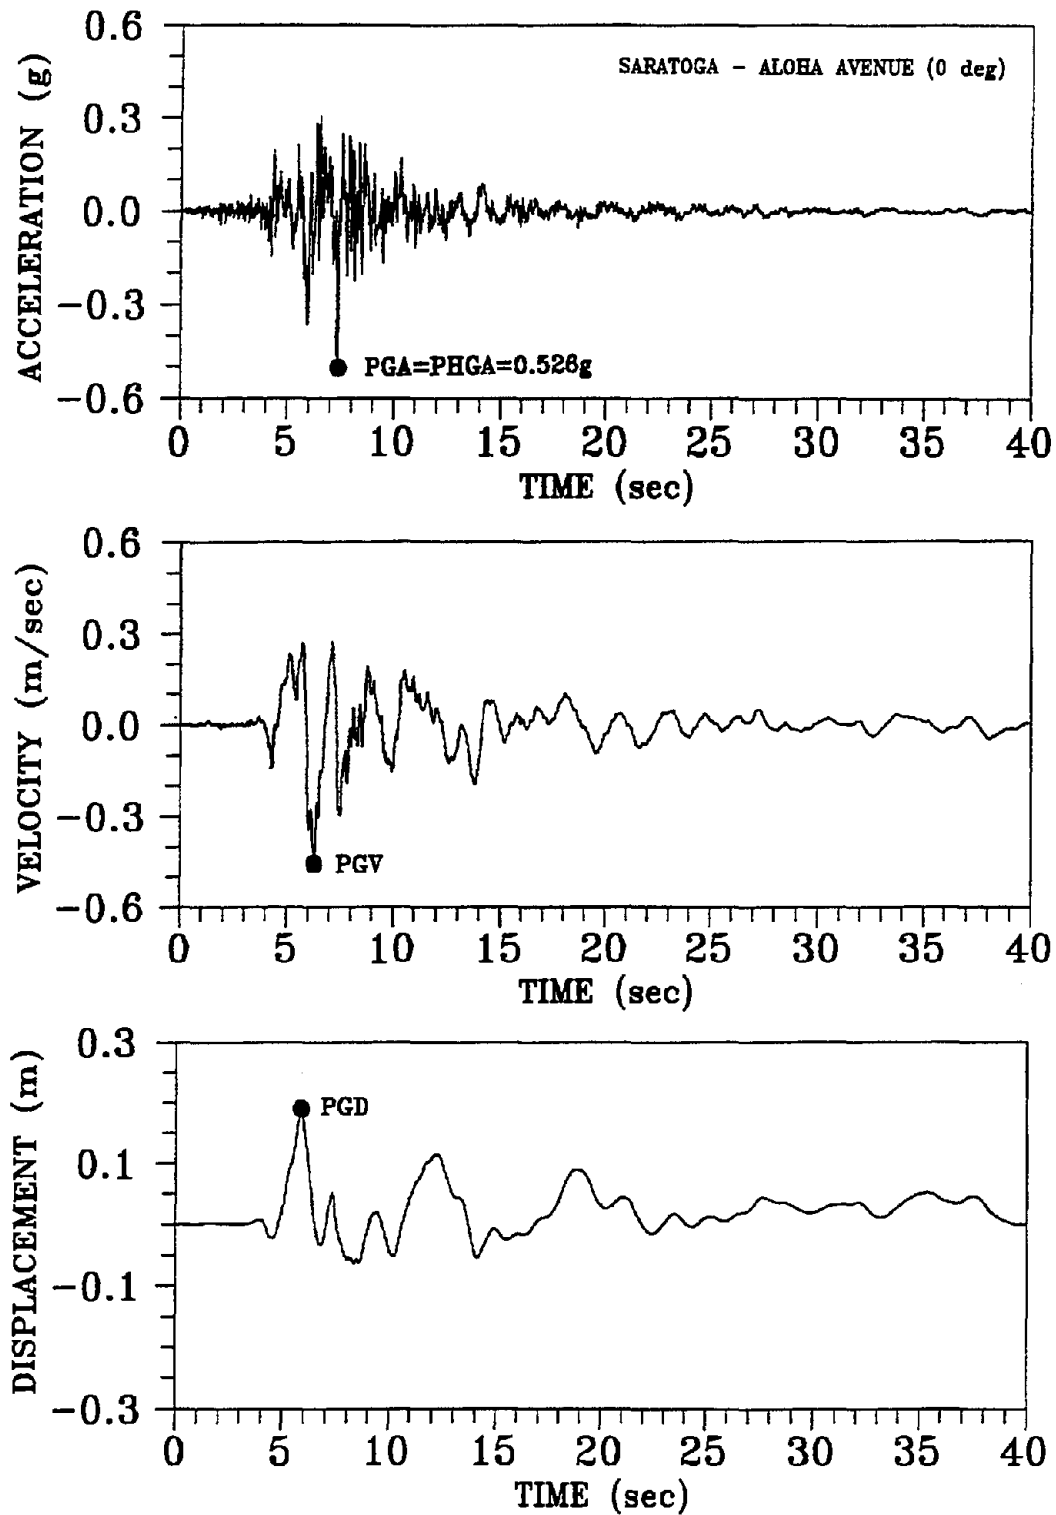 ACCELERATION (g)
0.6
0.3
0.0
-0.3
-0.6
SARATOGA - ALOHA AVENUE (0 deg)
PGA=PHGA=0.526g
0 5 10 15 20 25 30 35 40
TIME (sec)
VELOCITY (m/sec)
0.6
0.3
0.0
-0.3
-0.6
PGV
0 5 10 15 20 25 30 35 40
TIME (sec)
DISPLACEMENT (m)
0.3
0.1
-0.1
-0.3
PGD
0 5 10 15 20 25 30 35 40
TIME (sec)